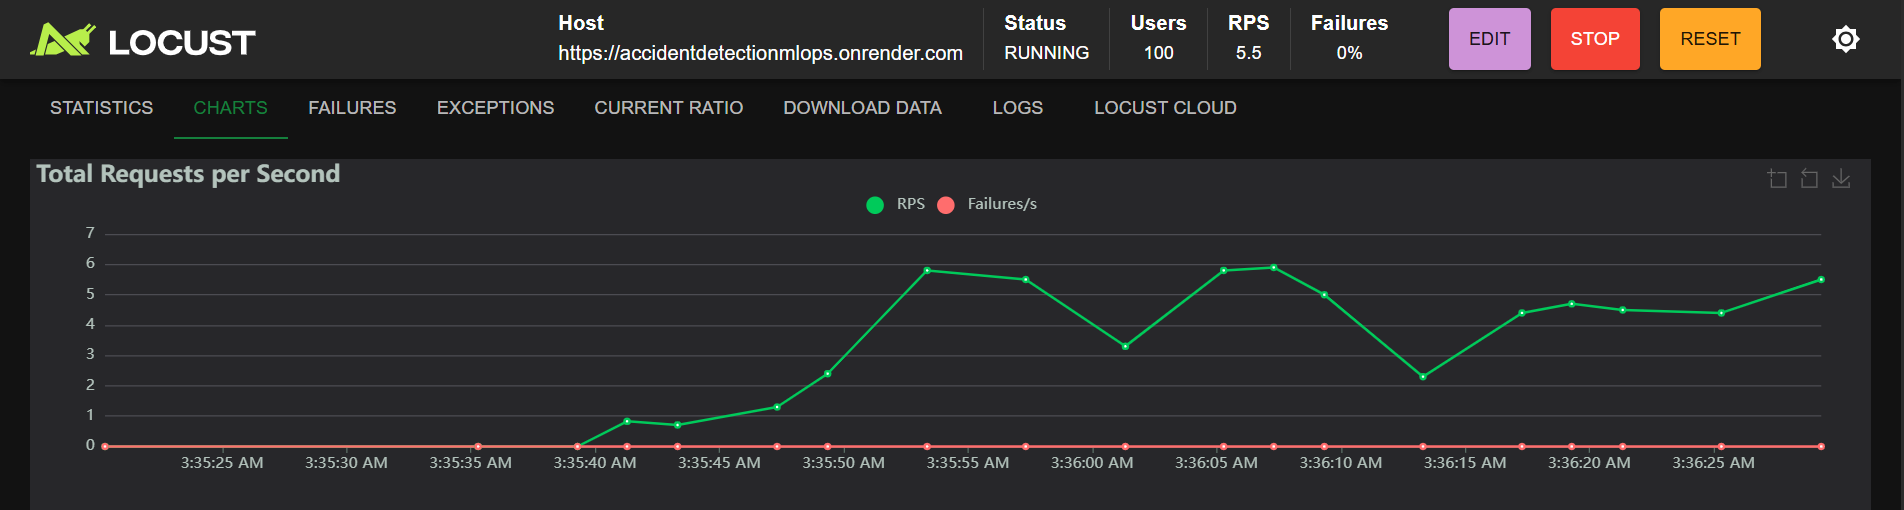 LOCUST
Host
https://accidentdetectionmlops.onrender.com
Status
RUNNING
Users
100
RPS
5.5
Failures
0%
EDIT
STOP
RESET
STATISTICS
CHARTS
FAILURES
EXCEPTIONS
CURRENT RATIO
DOWNLOAD DATA
LOGS
LOCUST CLOUD
Total Requests per Second
RPS
Failures/s
7
6
5
4
3
2
1
0
3:35:25 AM
3:35:30 AM
3:35:35 AM
3:35:40 AM
3:35:45 AM
3:35:50 AM
3:35:55 AM
3:36:00 AM
3:36:05 AM
3:36:10 AM
3:36:15 AM
3:36:20 AM
3:36:25 AM